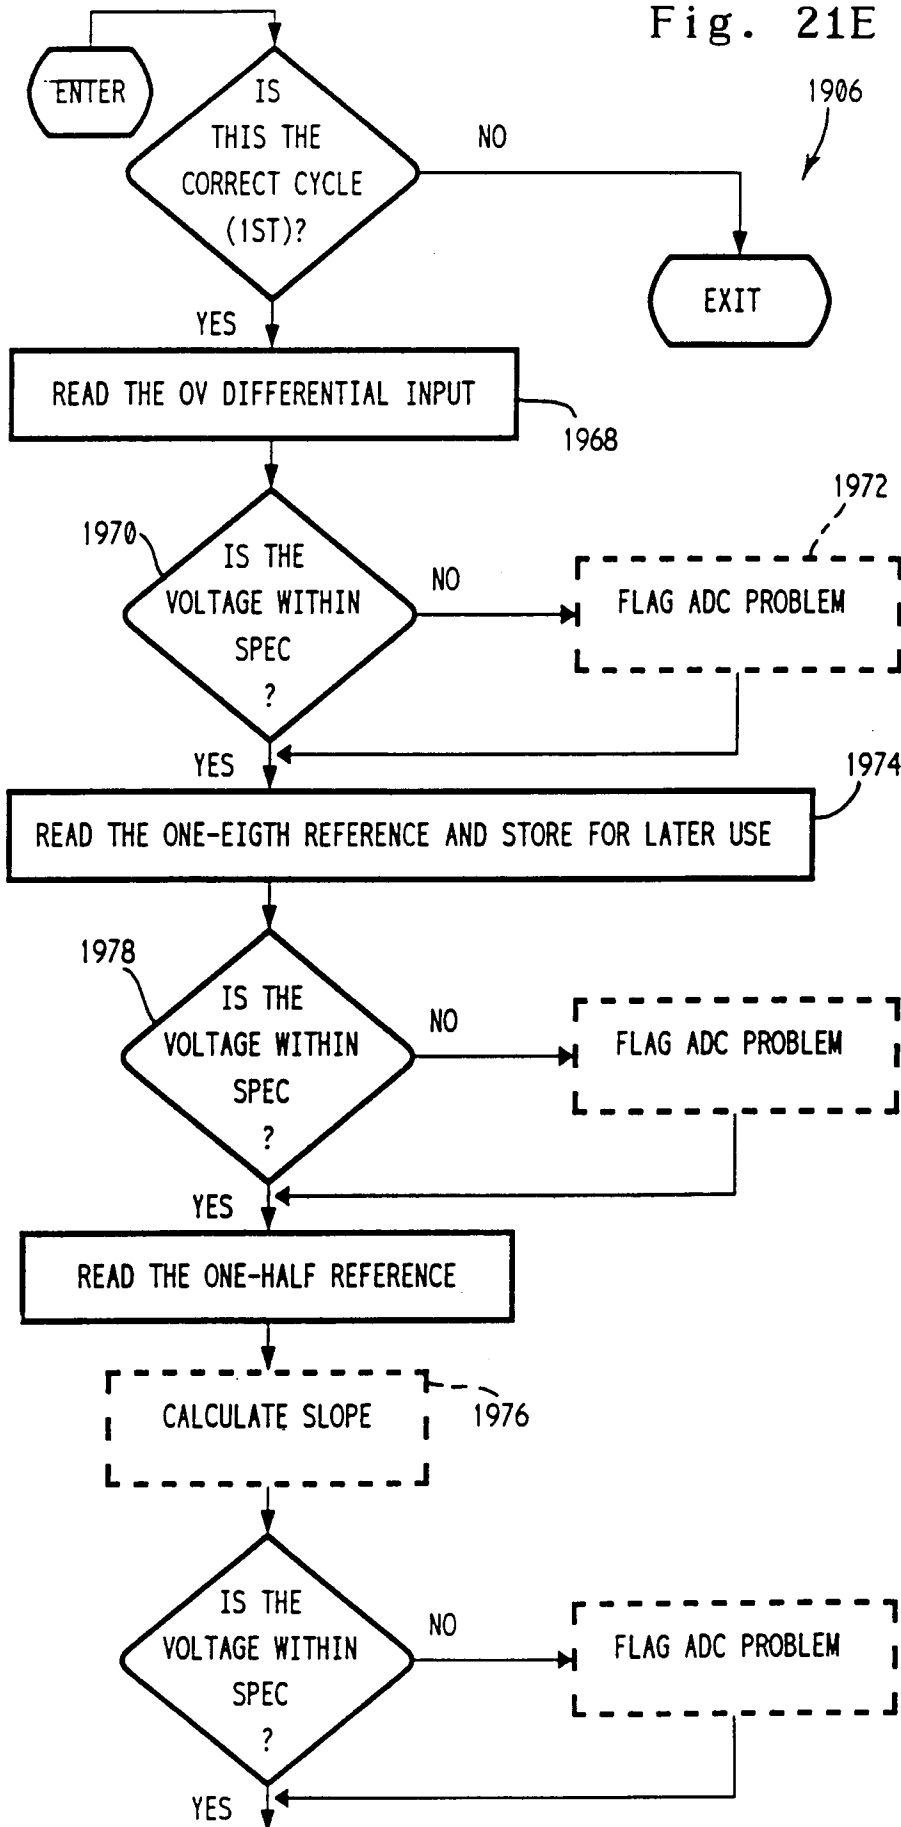 Fig. 21E
1906
ENTER
IS
THIS THE
CORRECT CYCLE
(1ST)?
NO
EXIT
YES
READ THE OV DIFFERENTIAL INPUT
1968
1970
IS THE
VOLTAGE WITHIN
SPEC
?
NO
1972
FLAG ADC PROBLEM
YES
1974
READ THE ONE-EIGTH REFERENCE AND STORE FOR LATER USE
1978
IS THE
VOLTAGE WITHIN
SPEC
?
NO
FLAG ADC PROBLEM
YES
READ THE ONE-HALF REFERENCE
CALCULATE SLOPE
1976
IS THE
VOLTAGE WITHIN
SPEC
?
NO
FLAG ADC PROBLEM
YES